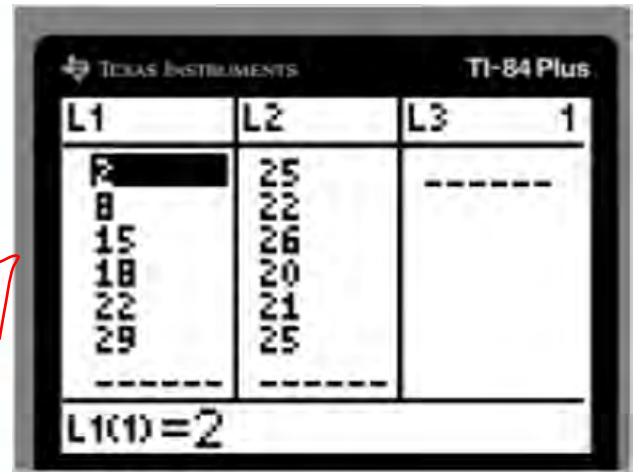 TEXAS INSTRUMENTS TI-84 Plus
L1 L2 L3 1
2 25 ------
8 22
15 26
18 20
22 21
29 25
------ ------
L1(1)=2